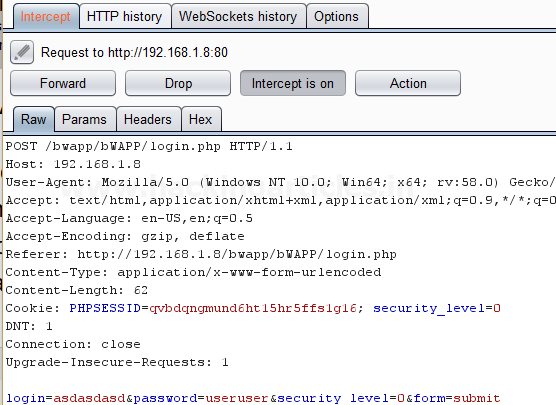 Intercept HTTP history WebSockets history Options
Request to http://192.168.1.8:80
Forward Drop Intercept is on Action
Raw Params Headers Hex
POST /bwapp/bWAPP/login.php HTTP/1.1
Host: 192.168.1.8
User-Agent: Mozilla/5.0 (Windows NT 10.0; Win64; x64; rv:58.0) Gecko/
Accept: text/html,application/xhtml+xml,application/xml;q=0.9,*/*;q=0
Accept-Language: en-US,en;q=0.5
Accept-Encoding: gzip, deflate
Referer: http://192.168.1.8/bwapp/bWAPP/login.php
Content-Type: application/x-www-form-urlencoded
Content-Length: 62
Cookie: PHPSESSID=qvbdqngmund6ht15hr5ffs1g16; security_level=0
DNT: 1
Connection: close
Upgrade-Insecure-Requests: 1
login=asdasdasd&password=useruser&security_level=0&form=submit